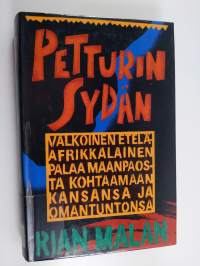 PETTURIN
SYDÄN
VALKOINEN ETELÄ-
AFRIKKALAINEN
PALAA MAANPAOS-
TA KOHTAAMAAN
KANSANSA JA
OMANTUNTONSA
RIAN MALAN